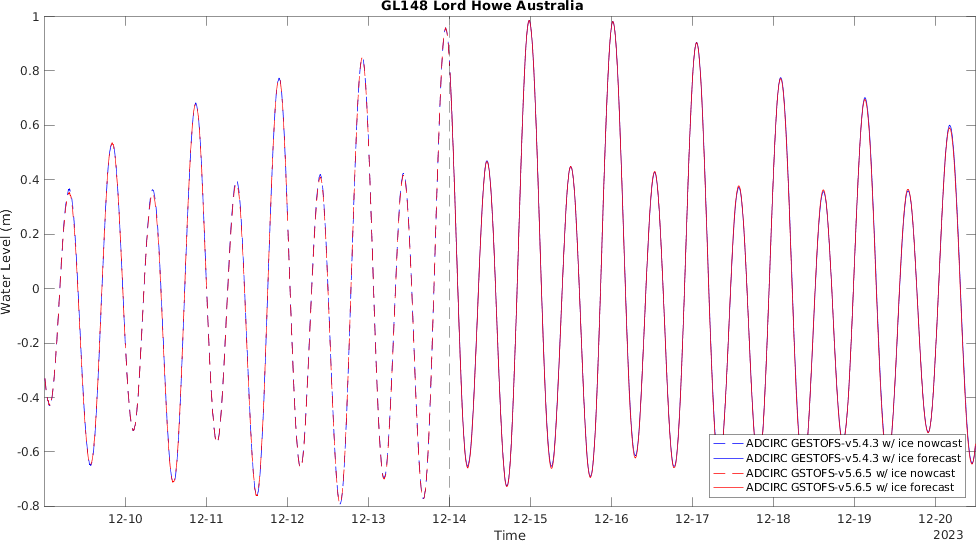 GL148 Lord Howe Australia
1
0.8
0.6
0.4
0.2
0
-0.2
-0.4
-0.6
-0.8
Water Level (m)
12-10 12-11 12-12 12-13 12-14 12-15 12-16 12-17 12-18 12-19 12-20
2023
Time
ADCIRC GESTOFS-v5.4.3 w/ ice nowcast
ADCIRC GESTOFS-v5.4.3 w/ ice forecast
ADCIRC GSTOFS-v5.6.5 w/ ice nowcast
ADCIRC GSTOFS-v5.6.5 w/ ice forecast